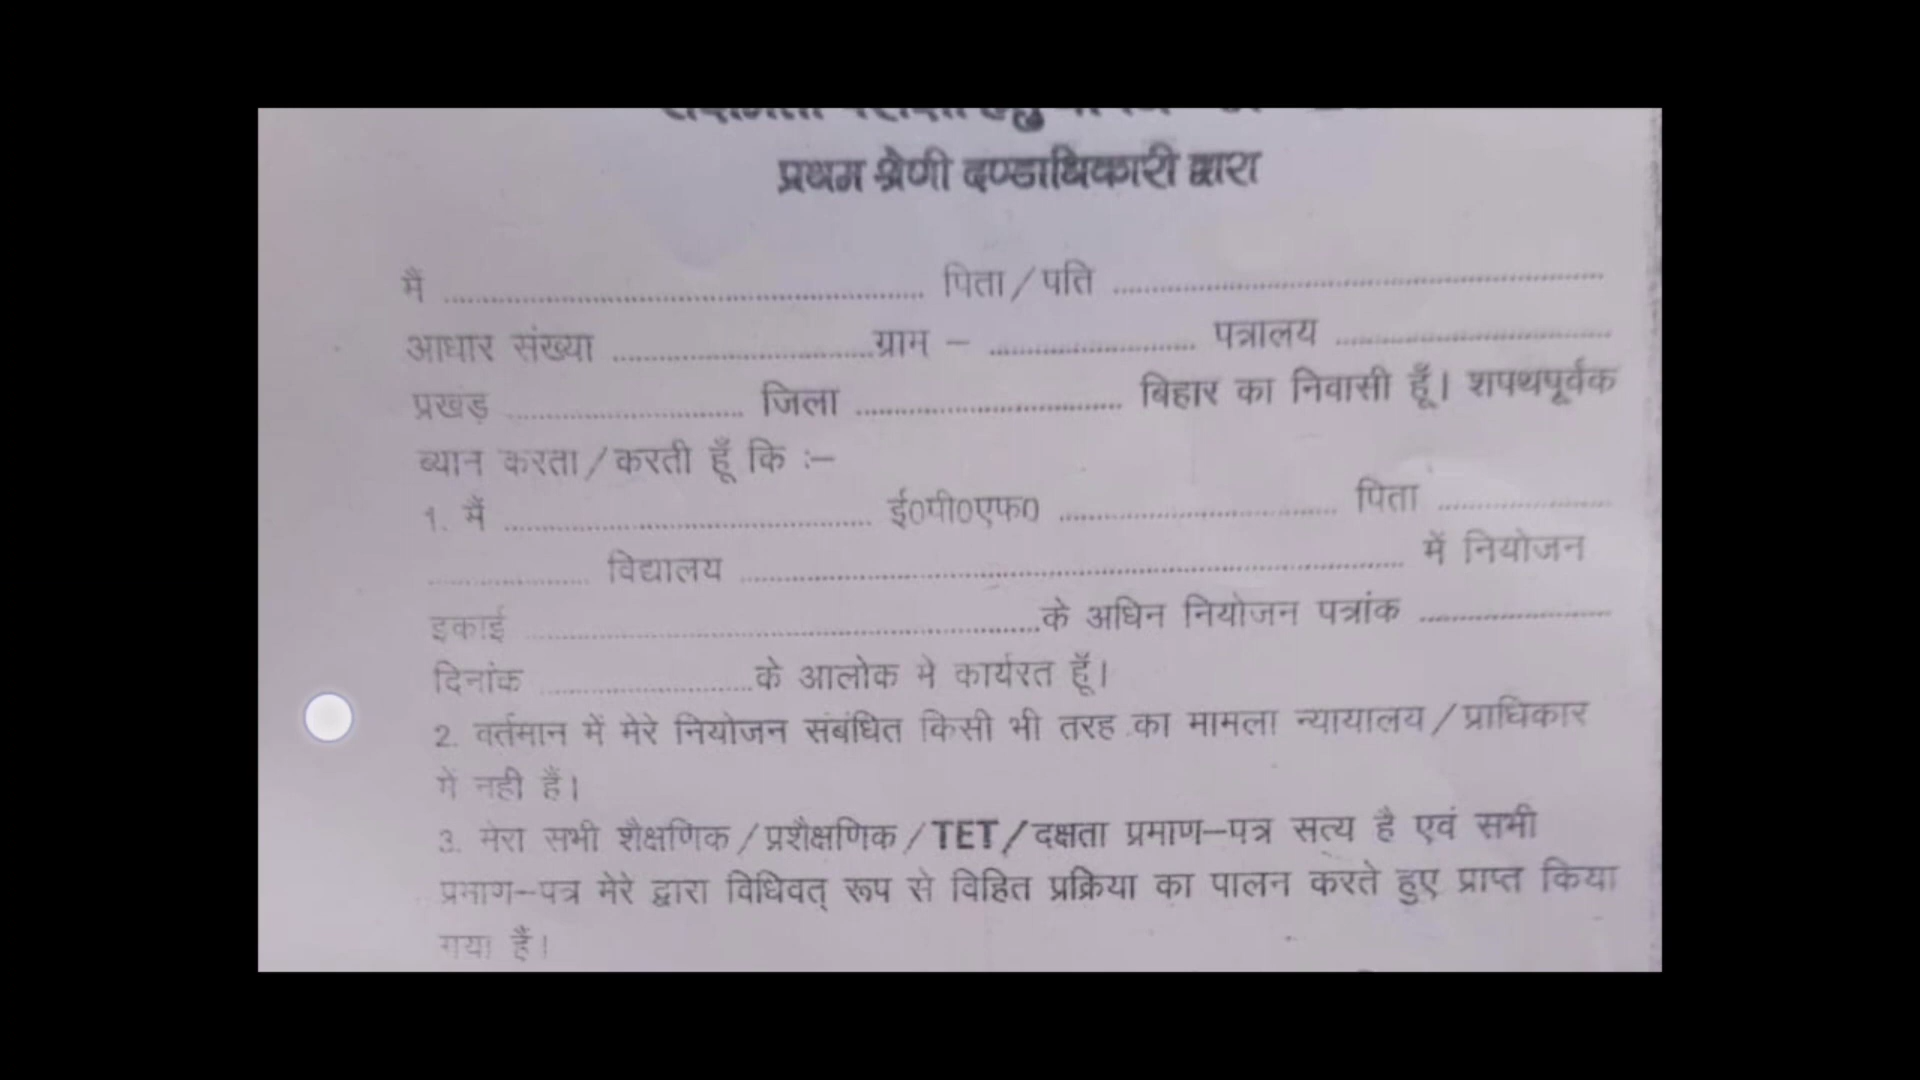 प्रथम श्रेणी दण्डाधिकारी द्वारा
मैं ................................ पिता/पति ................................
आधार संख्या ....................ग्राम – .................... पत्रालय ....................
प्रखड़ .................... जिला .................... बिहार का निवासी हूँ। शपथपूर्वक
ब्यान करता/करती हूँ कि :–
1. मैं .............................. ई0पी0एफ0 .................... पिता ...............
............... विद्यालय ........................................ में नियोजन
इकाई ........................................के अधिन नियोजन पत्रांक ...............
दिनांक ....................के आलोक मे कार्यरत हूँ।
2. वर्तमान में मेरे नियोजन संबंधित किसी भी तरह का मामला न्यायालय/प्राधिकार
में नही हैं।
3. मेरा सभी शैक्षणिक/प्रशैक्षणिक/TET/दक्षता प्रमाण–पत्र सत्य है एवं सभी
प्रमाण–पत्र मेरे द्वारा विधिवत् रूप से विहित प्रक्रिया का पालन करते हुए प्राप्त किया
गया हैं।